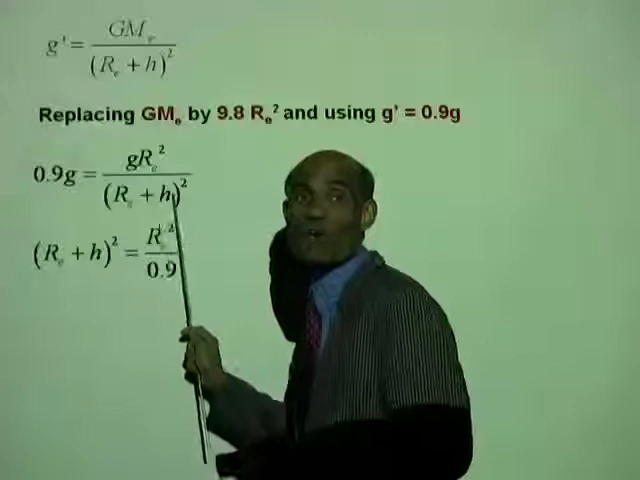 g' = GMₑ / (Rₑ + h)²
Replacing GMₑ by 9.8 Rₑ² and using g' = 0.9g
0.9g = gRₑ² / (Rₑ + h)²
(Rₑ + h)² = Rₑ² / 0.9